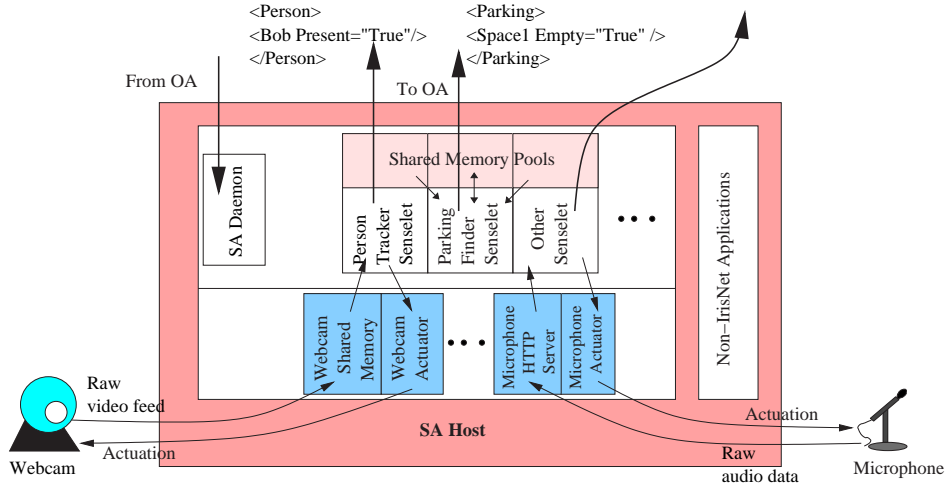 <Person>
<Bob Present="True"/>
</Person>
<Parking>
<Space1 Empty="True" />
</Parking>
From OA
To OA
Shared Memory Pools
SA Daemon
Person
Tracker
Senselet
Parking
Finder
Senselet
Other
Senselet
Non−IrisNet Applications
Webcam
Shared
Memory
Webcam
Actuator
Microphone
HTTP
Server
Microphone
Actuator
Raw
video feed
Actuation
Webcam
SA Host
Actuation
Raw
audio data
Microphone